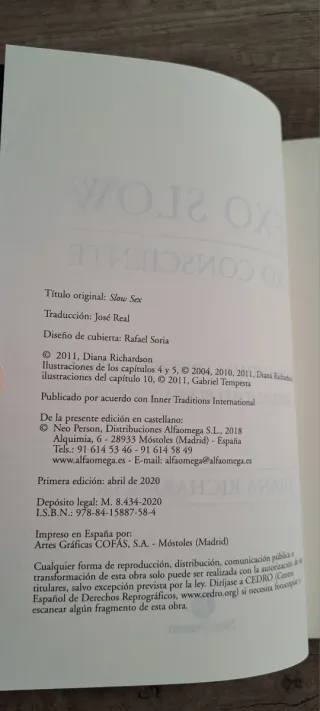 Título original: Slow Sex
Traducción: José Real
Diseño de cubierta: Rafael Soria
© 2011, Diana Richardson
Ilustraciones de los capítulos 4 y 5, © 2004, 2010, 2011, Diana Richardson
ilustraciones del capítulo 10, © 2011, Gabriel Tempesta
Publicado por acuerdo con Inner Traditions International
De la presente edición en castellano:
© Neo Person, Distribuciones Alfaomega S.L., 2018
Alquimia, 6 - 28933 Móstoles (Madrid) - España
Tels.: 91 614 53 46 - 91 614 58 49
www.alfaomega.es - E-mail: alfaomega@alfaomega.es
Primera edición: abril de 2020
Depósito legal: M. 8.434-2020
I.S.B.N.: 978-84-15887-58-4
Impreso en España por:
Artes Gráficas COFÁS, S.A. - Móstoles (Madrid)
Cualquier forma de reproducción, distribución, comunicación pública o
transformación de esta obra solo puede ser realizada con la autorización de sus
titulares, salvo excepción prevista por la ley. Diríjase a CEDRO (Centro
Español de Derechos Reprográficos, www.cedro.org) si necesita fotocopiar o
escanear algún fragmento de esta obra.